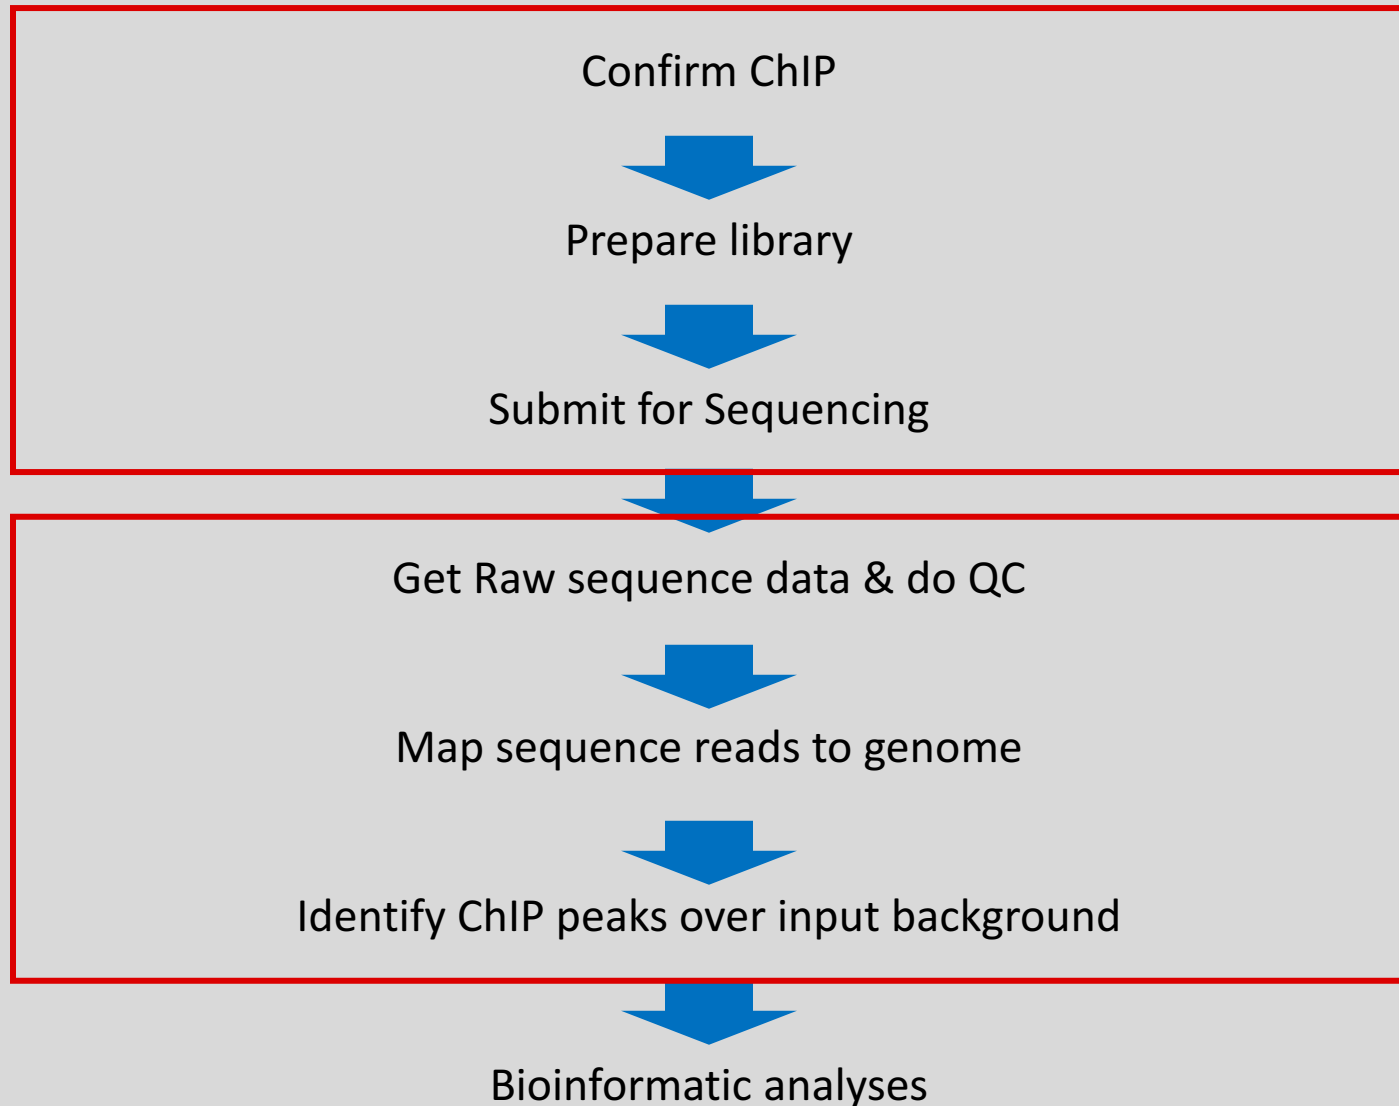 Confirm ChIP
Prepare library
Submit for Sequencing
Get Raw sequence data & do QC
Map sequence reads to genome
Identify ChIP peaks over input background
Bioinformatic analyses